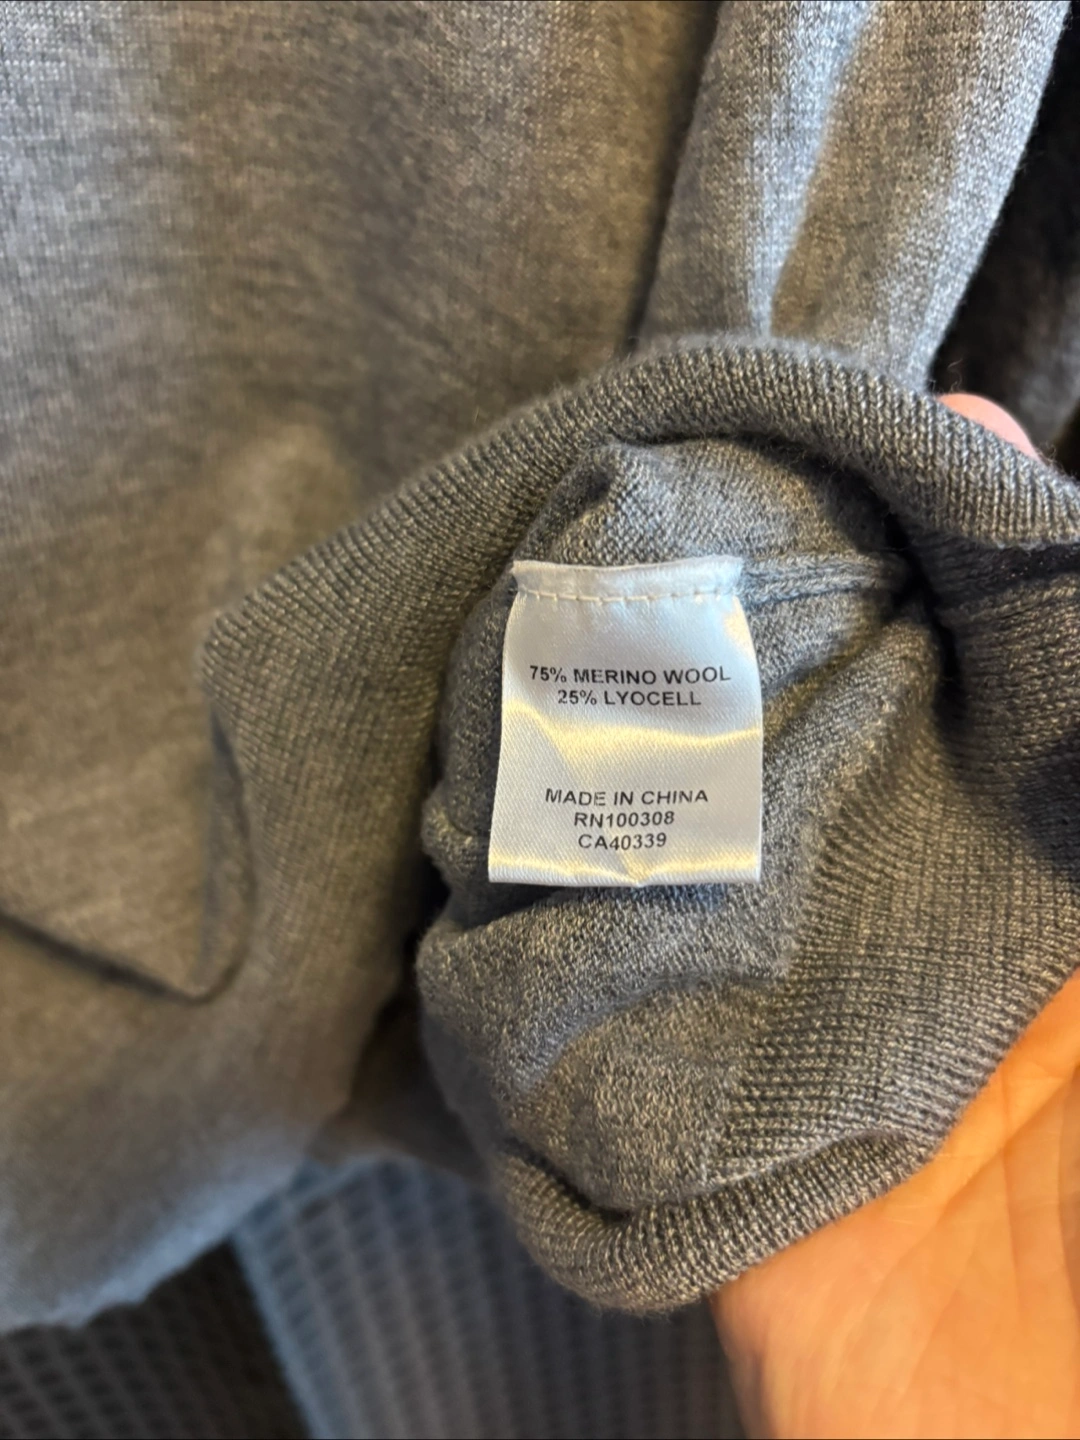 75% MERINO WOOL
25% LYOCELL
MADE IN CHINA
RN100308
CA40339